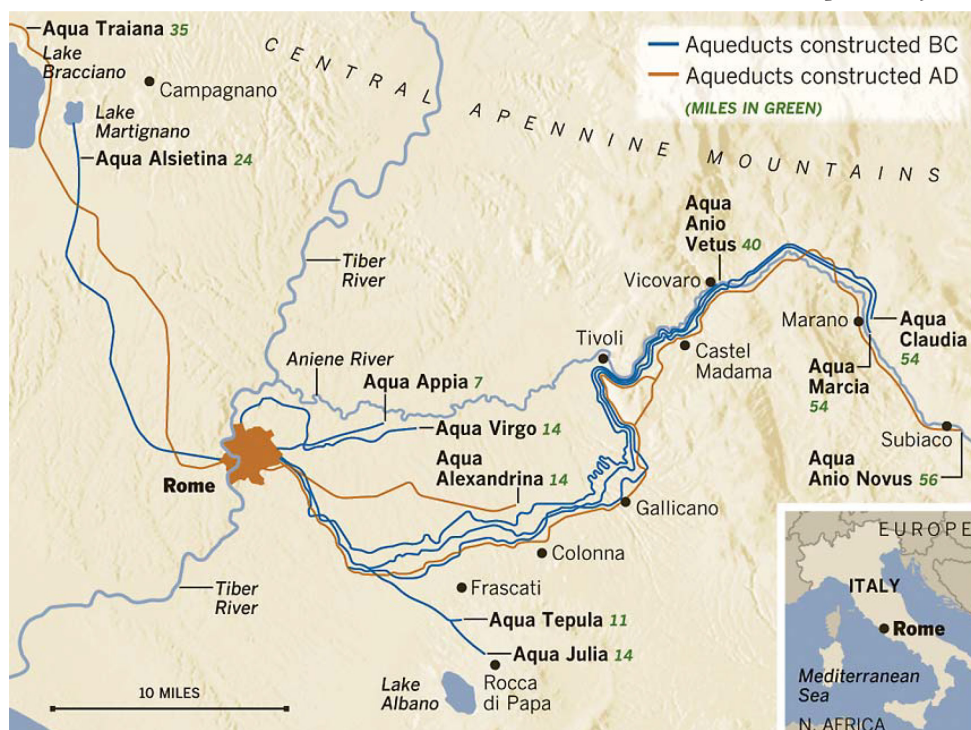 Aqua Traiana 35
Lake
Bracciano
Campagnano
Lake
Martignano
Aqua Alsietina 24
CENTRAL APENNINE MOUNTAINS
Aqueducts constructed BC
Aqueducts constructed AD
(MILES IN GREEN)
Tiber
River
Aqua
Anio
Vetus 40
Vicovaro
Marano
Aqua
Claudia
54
Tivoli
Castel
Madama
Aqua
Marcia
54
Aniene River
Aqua Appia 7
Aqua Virgo 14
Subiaco
Aqua
Anio Novus 56
Aqua
Alexandrina 14
Rome
Gallicano
Colonna
Frascati
Tiber
River
Aqua Tepula 11
Aqua Julia 14
Rocca
di Papa
Lake
Albano
10 MILES
EUROPE
ITALY
Rome
Mediterranean
Sea
N. AFRICA